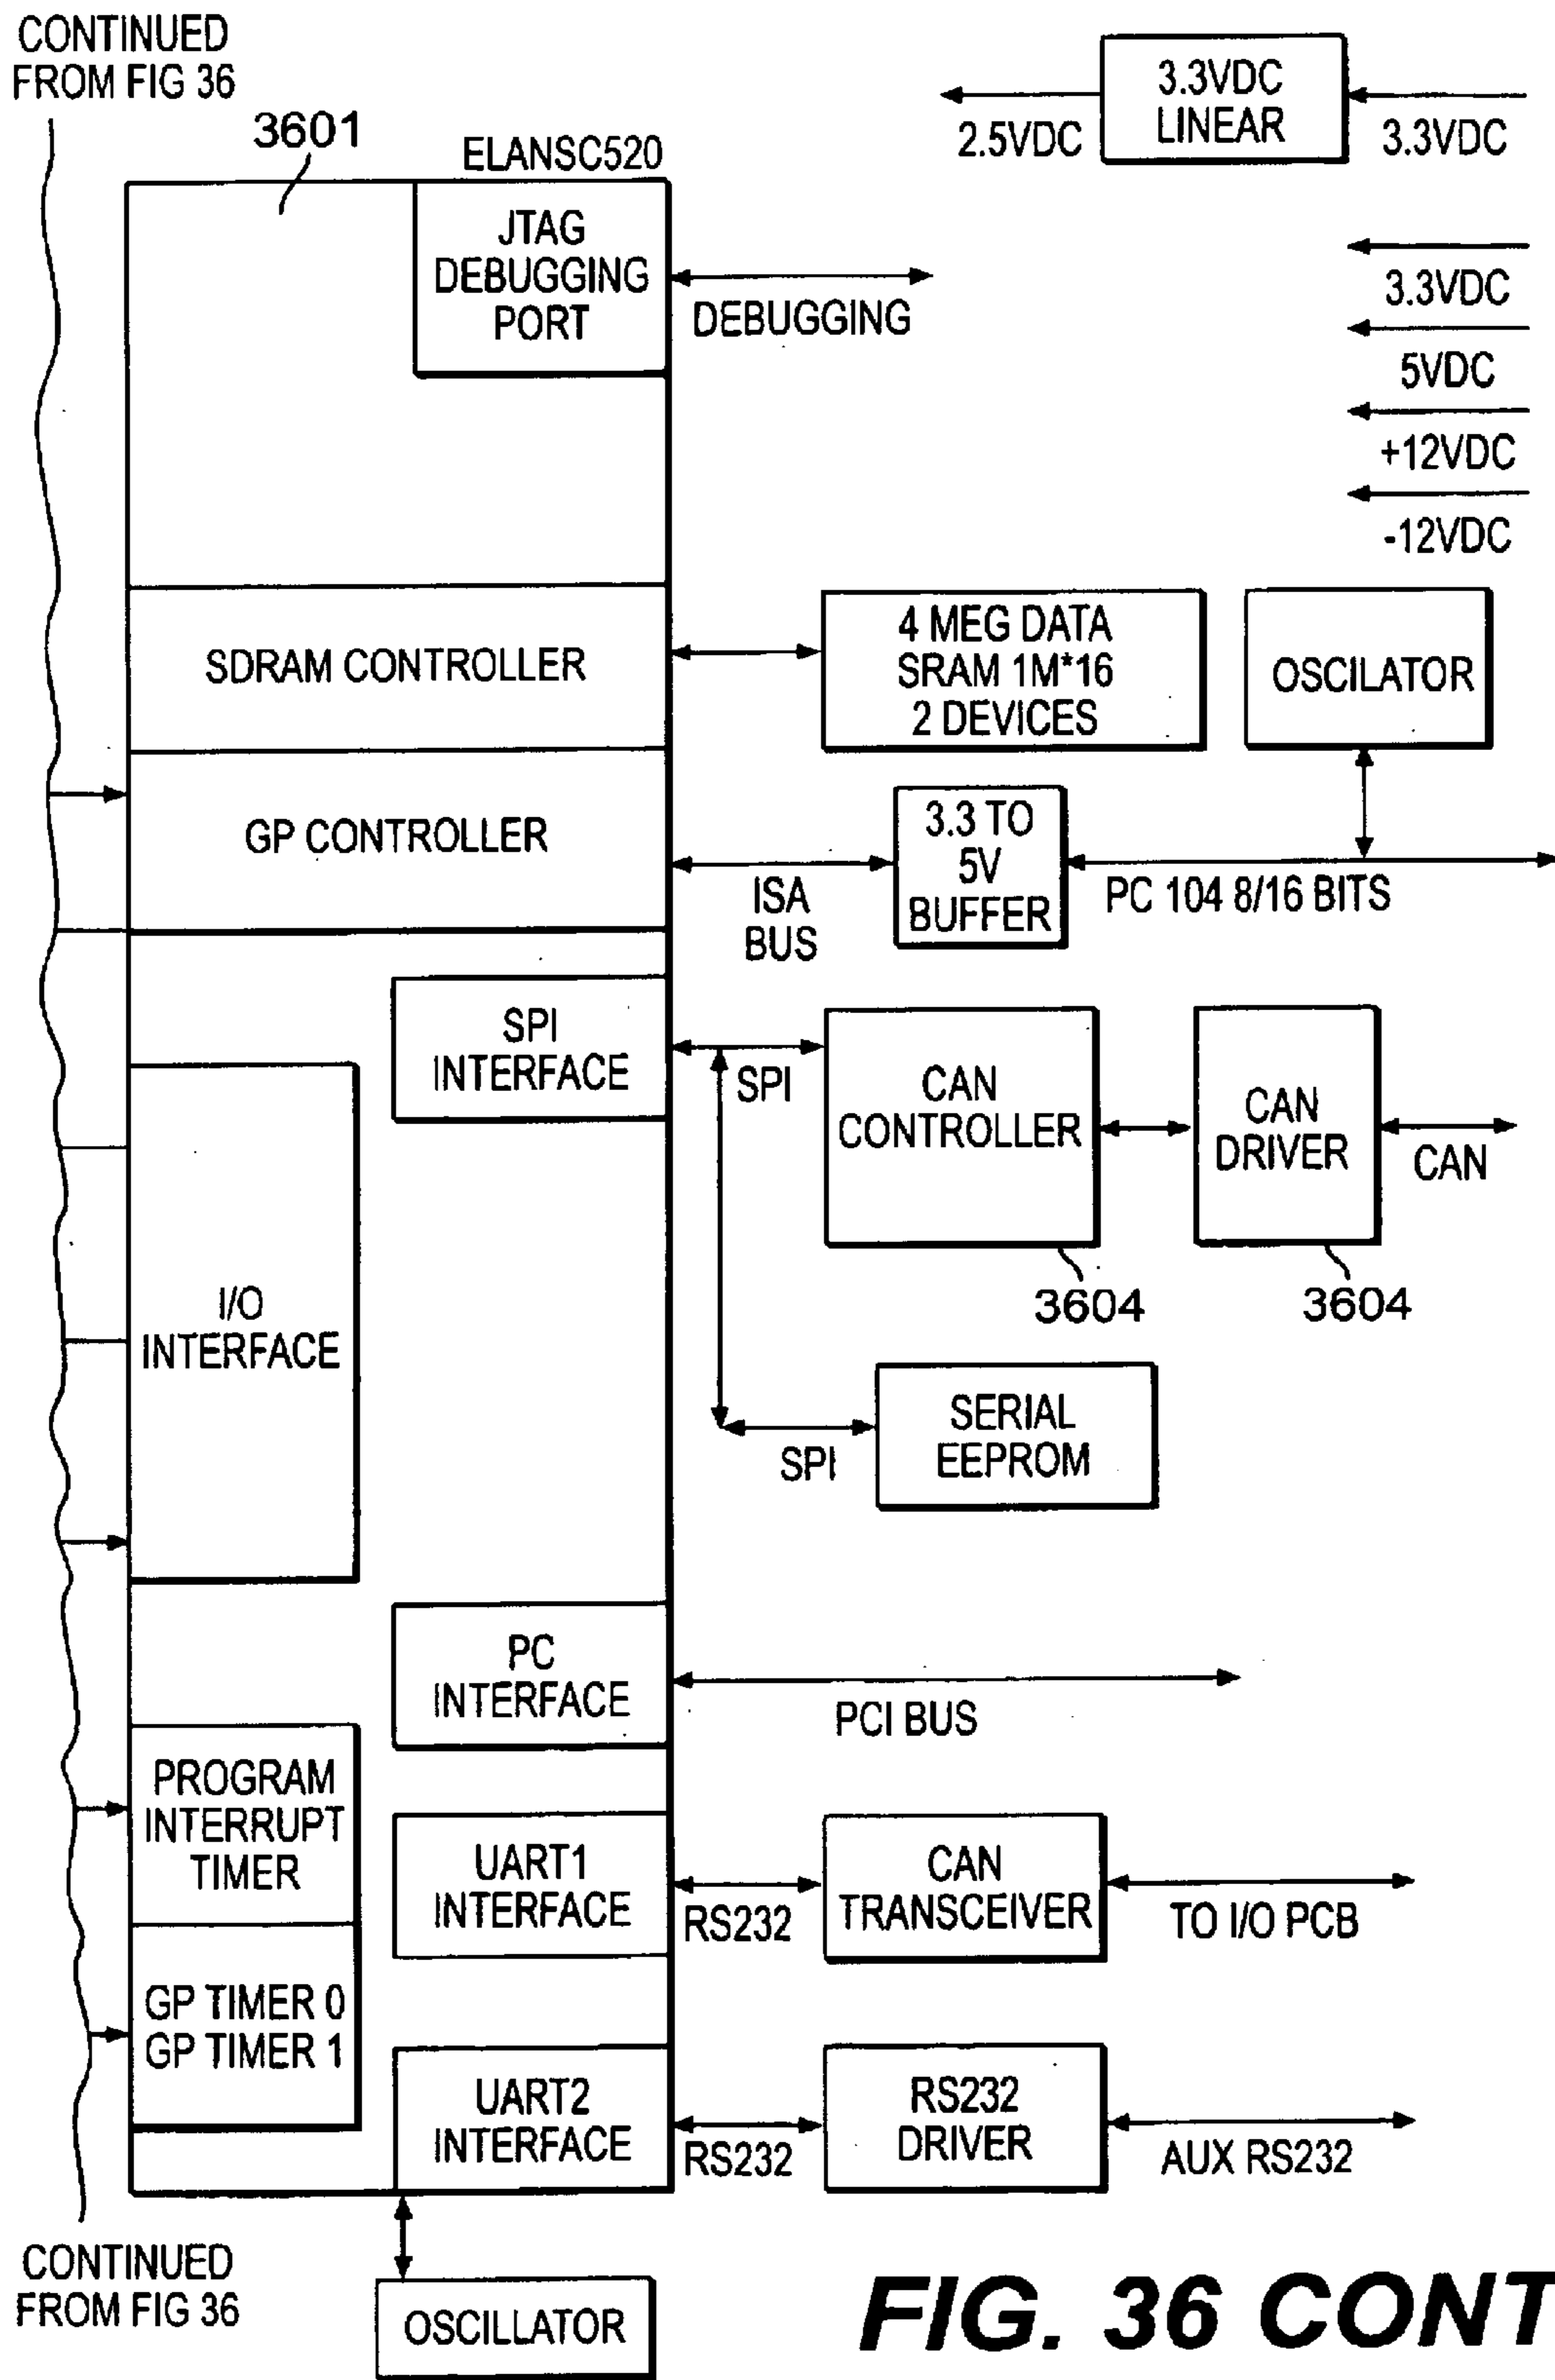 CONTINUED
FROM FIG 36
3601
ELANSC520
3.3VDC
LINEAR
2.5VDC
3.3VDC
JTAG
DEBUGGING
PORT
DEBUGGING
3.3VDC
5VDC
+12VDC
-12VDC
SDRAM CONTROLLER
4 MEG DATA
SRAM 1M*16
2 DEVICES
OSCILATOR
GP CONTROLLER
ISA
BUS
3.3 TO
5V
BUFFER
PC 104 8/16 BITS
SPI
INTERFACE
SPI
CAN
CONTROLLER
CAN
DRIVER
CAN
3604
3604
I/O
INTERFACE
SPI
SERIAL
EEPROM
PC
INTERFACE
PCI BUS
PROGRAM
INTERRUPT
TIMER
UART1
INTERFACE
RS232
CAN
TRANSCEIVER
TO I/O PCB
GP TIMER 0
GP TIMER 1
UART2
INTERFACE
RS232
RS232
DRIVER
AUX RS232
CONTINUED
FROM FIG 36
OSCILLATOR
FIG. 36 CONT